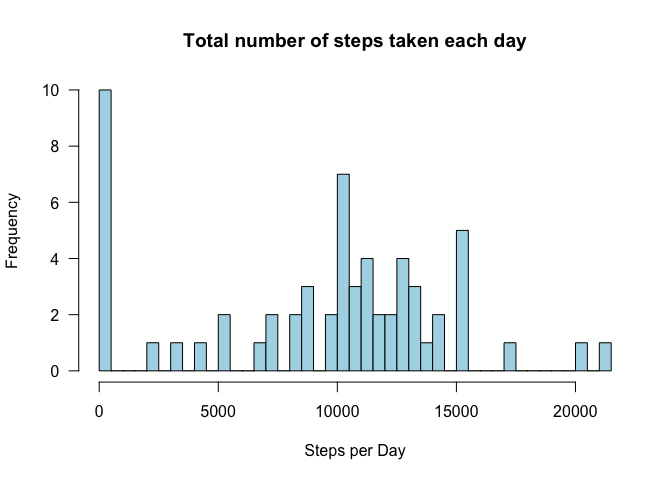 Total number of steps taken each day
Frequency
10
8
6
4
2
0
0 5000 10000 15000 20000
Steps per Day